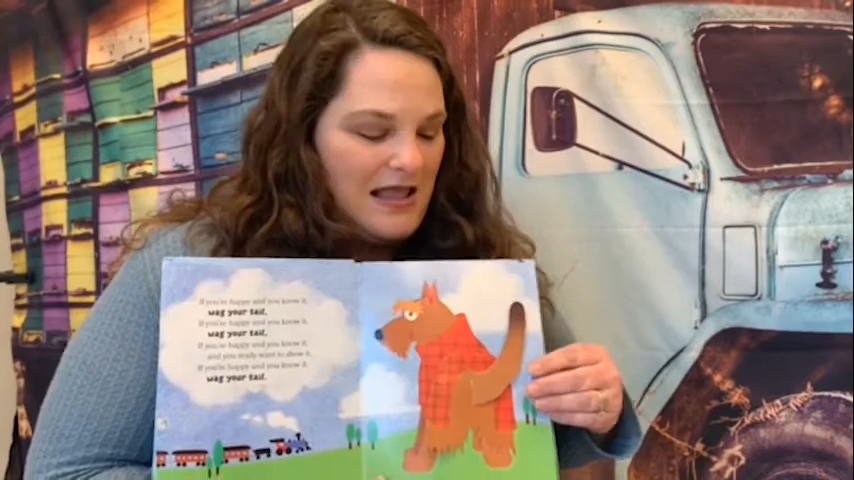 If you're happy and you know it,
wag your tail,
If you're happy and you know it,
wag your tail,
If you're happy and you know it,
and you really want to show it,
If you're happy and you know it,
wag your tail.